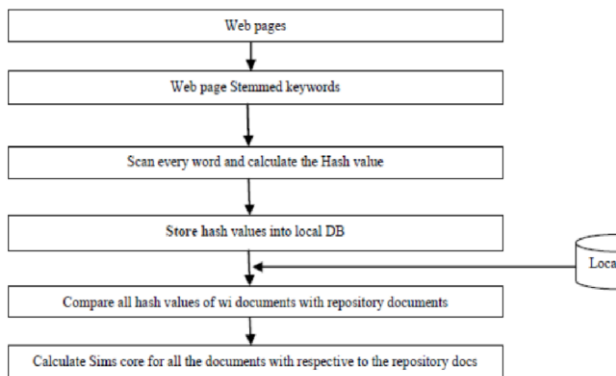 Web pages
Web page Stemmed keywords
Scan every word and calculate the Hash value
Store hash values into local DB
Loca
Compare all hash values of wi documents with repository documents
Calculate Sims core for all the documents with respective to the repository docs